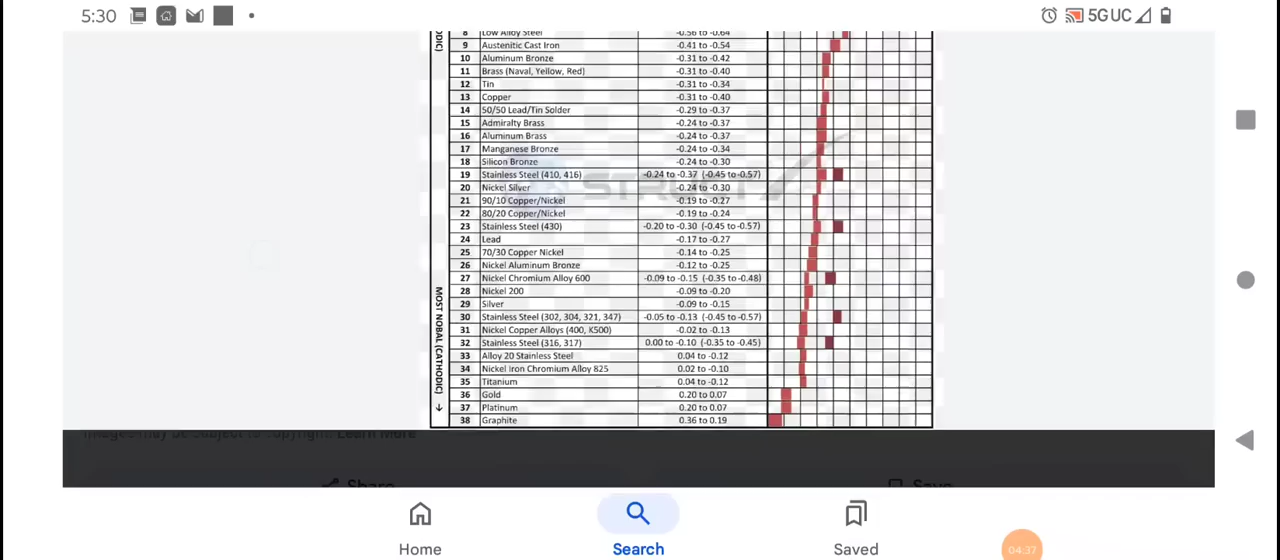 5:30
5G UC
8 Low Alloy Steel -0.56 to -0.64
9 Austenitic Cast Iron -0.41 to -0.54
10 Aluminum Bronze -0.31 to -0.42
11 Brass (Naval, Yellow, Red) -0.31 to -0.40
12 Tin -0.31 to -0.34
13 Copper -0.31 to -0.40
14 50/50 Lead/Tin Solder -0.29 to -0.37
15 Admiralty Brass -0.24 to -0.37
16 Aluminum Brass -0.24 to -0.37
17 Manganese Bronze -0.24 to -0.34
18 Silicon Bronze -0.24 to -0.30
19 Stainless Steel (410, 416) -0.24 to -0.37 (-0.45 to-0.57)
20 Nickel Silver -0.24 to -0.30
21 90/10 Copper/Nickel -0.19 to -0.27
22 80/20 Copper/Nickel -0.19 to -0.24
23 Stainless Steel (430) -0.20 to -0.30 (-0.45 to-0.57)
24 Lead -0.17 to -0.27
25 70/30 Copper Nickel -0.14 to -0.25
26 Nickel Aluminum Bronze -0.12 to -0.25
27 Nickel Chromium Alloy 600 -0.09 to -0.15 (-0.35 to-0.48)
28 Nickel 200 -0.09 to -0.20
29 Silver -0.09 to -0.15
30 Stainless Steel (302, 304, 321, 347) -0.05 to -0.13 (-0.45 to-0.57)
31 Nickel Copper Alloys (400, K500) -0.02 to -0.13
32 Stainless Steel (316, 317) 0.00 to -0.10 (-0.35 to-0.45)
33 Alloy 20 Stainless Steel 0.04 to -0.12
34 Nickel Iron Chromium Alloy 825 0.02 to -0.10
35 Titanium 0.04 to -0.12
36 Gold 0.20 to 0.07
37 Platinum 0.20 to 0.07
38 Graphite 0.36 to 0.19
MOST NOBAL (CATHODIC)
Images may be subject to copyright. Learn More
Share
Save
Home
Search
Saved
04:37